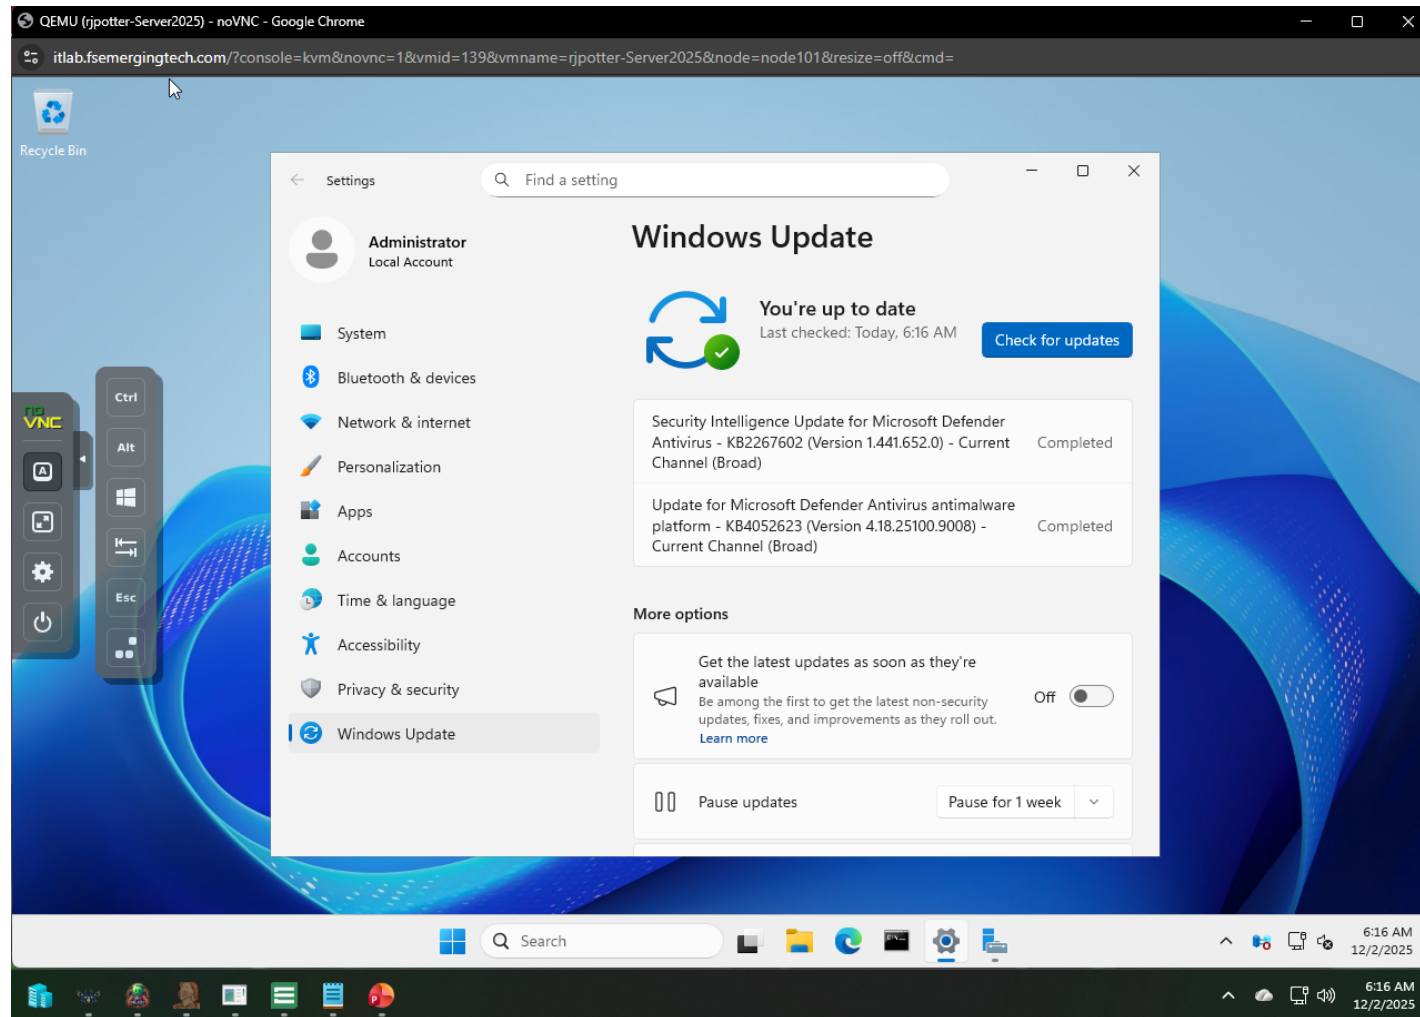 QEMU (rjpotter-Server2025) - noVNC - Google Chrome
itlab.fsemergingtech.com/?console=kvm&novnc=1&vmid=139&vmname=rjpotter-Server2025&node=node101&resize=off&cmd=
Recycle Bin
Settings
Find a setting
Administrator
Local Account
System
Bluetooth & devices
Network & internet
Personalization
Apps
Accounts
Time & language
Accessibility
Privacy & security
Windows Update
Windows Update
You're up to date
Last checked: Today, 6:16 AM
Check for updates
Security Intelligence Update for Microsoft Defender
Antivirus - KB2267602 (Version 1.441.652.0) - Current
Channel (Broad)
Completed
Update for Microsoft Defender Antivirus antimalware
platform - KB4052623 (Version 4.18.25100.9008) -
Current Channel (Broad)
Completed
More options
Get the latest updates as soon as they're
available
Be among the first to get the latest non-security
updates, fixes, and improvements as they roll out.
Learn more
Off
Pause updates
Pause for 1 week
no
VNC
A
Ctrl
Alt
Esc
Search
6:16 AM
12/2/2025
6:16 AM
12/2/2025